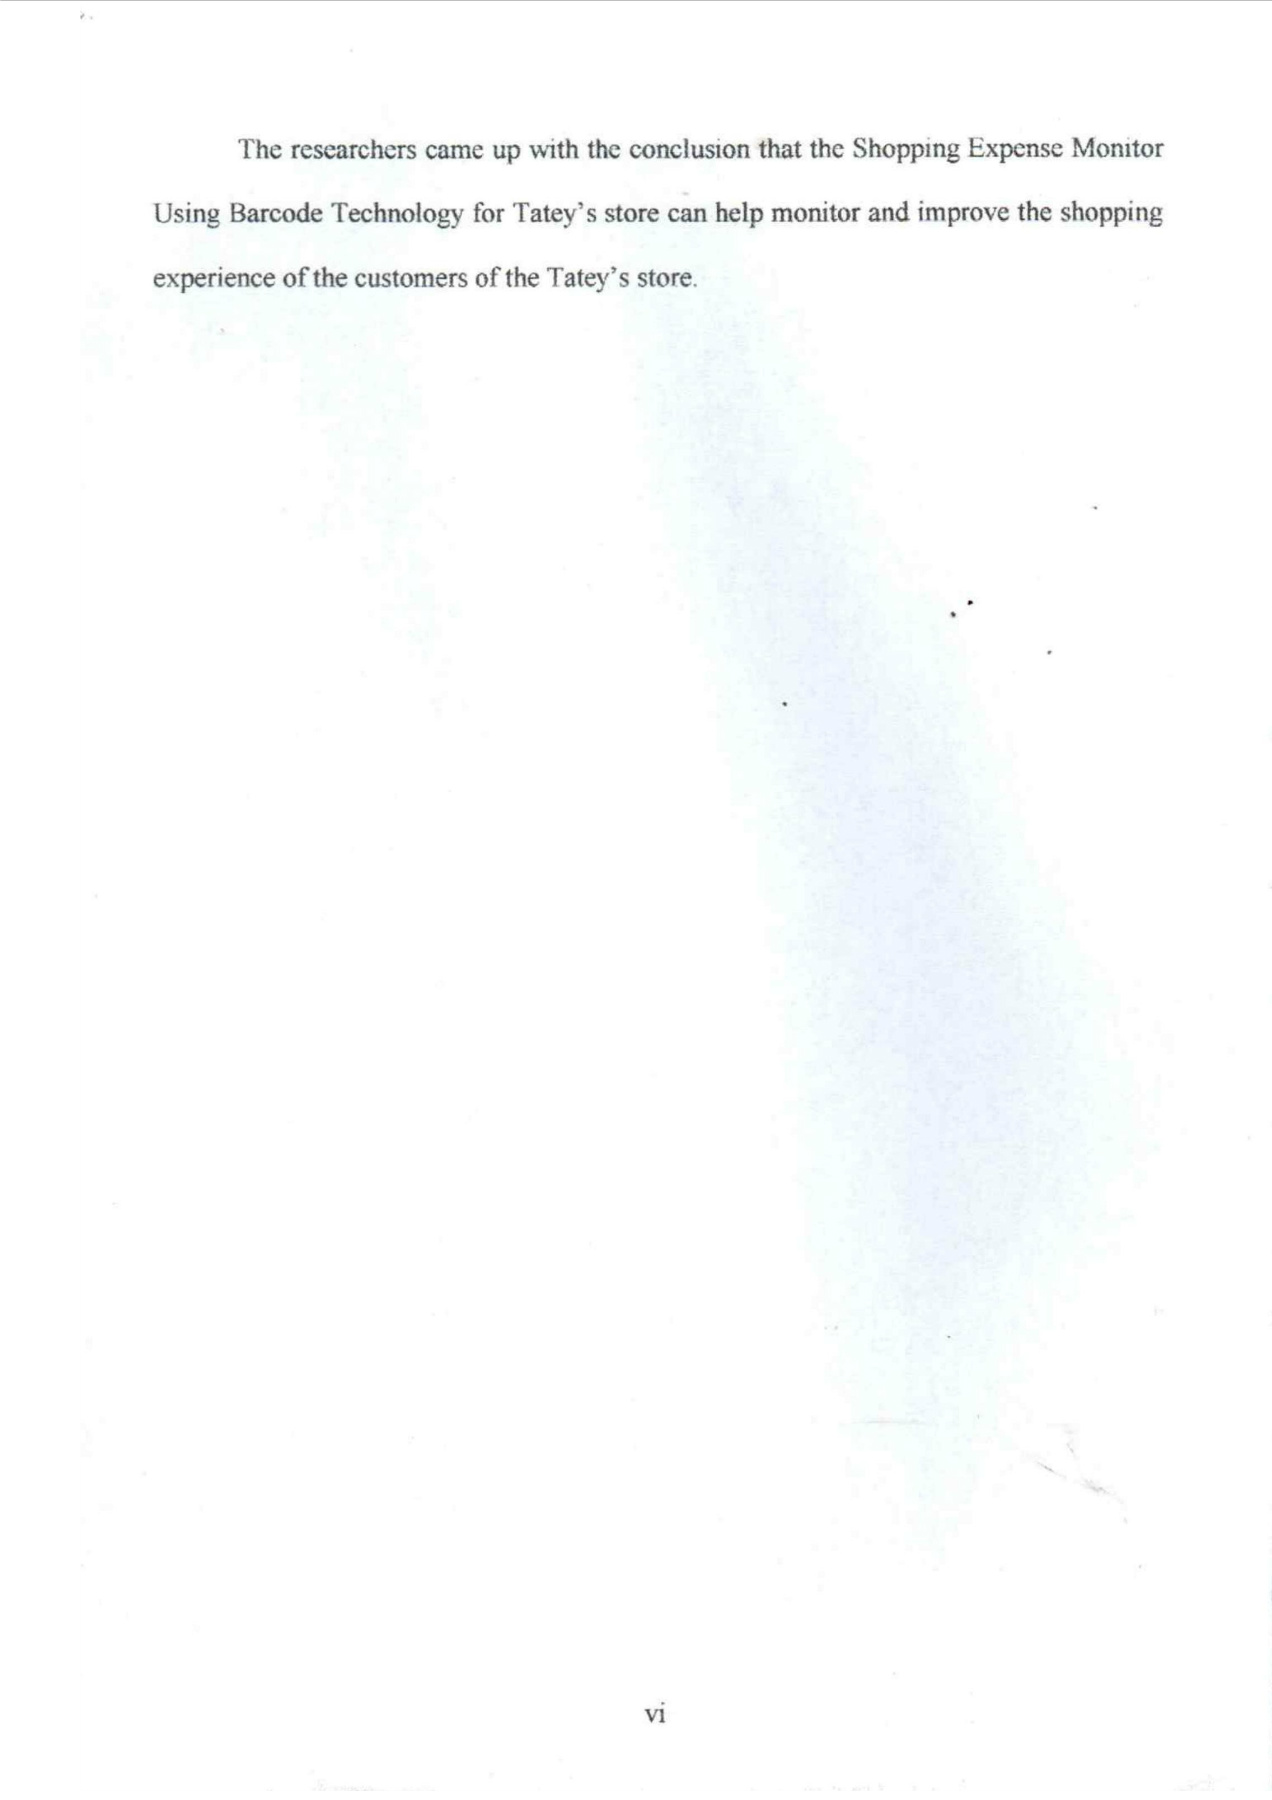 The researchers came up with the conclusion that the Shopping Expense Monitor
Using Barcode Technology for Tatey's store can help monitor and improve the shopping
experience of the customers of the Tatey's store.
vi